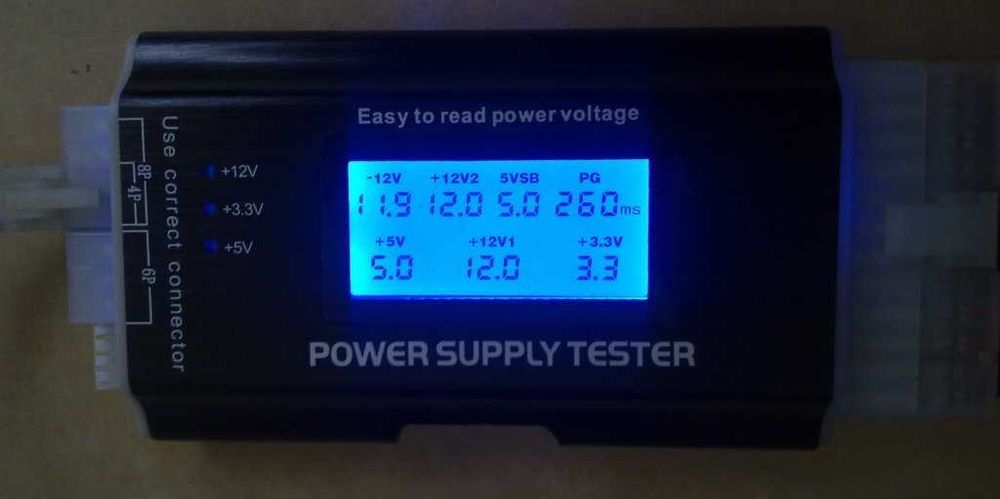 Easy to read power voltage
-12V +12V2 5VSB PG
11.9 12.0 5.0 260ms
+5V +12V1 +3.3V
5.0 12.0 3.3
POWER SUPPLY TESTER
+12V
+3.3V
+5V
Use correct connector
8P
4P
6P